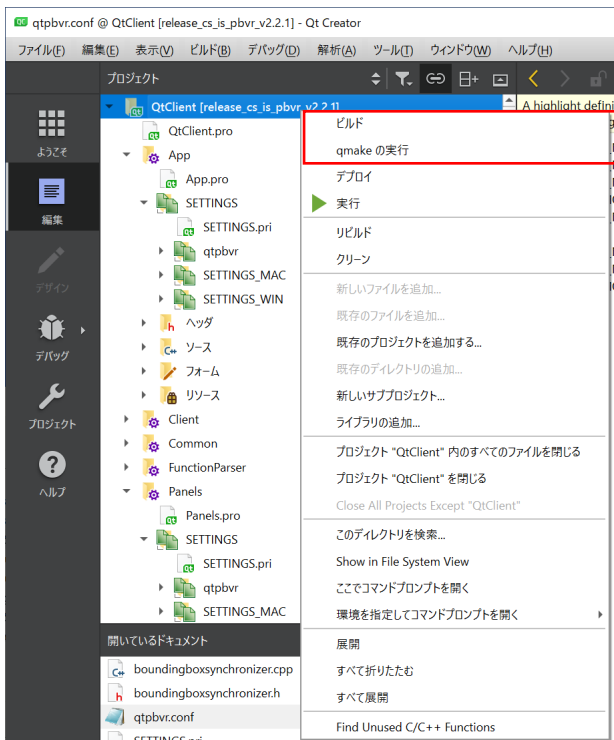 qtpbvr.conf @ QtClient [release_cs_is_pbvr_v2.2.1] - Qt Creator
ファイル(F) 編集(E) 表示(V) ビルド(B) デバッグ(D) 解析(A) ツール(T) ウィンドウ(W) ヘルプ(H)
プロジェクト
A highlight defini
ようこそ
編集
デザイン
デバッグ
プロジェクト
ヘルプ
QtClient [release_cs_is_pbvr_v2.2.1]
QtClient.pro
App
App.pro
SETTINGS
SETTINGS.pri
qtpbvr
SETTINGS_MAC
SETTINGS_WIN
ヘッダ
ソース
フォーム
リソース
Client
Common
FunctionParser
Panels
Panels.pro
SETTINGS
SETTINGS.pri
qtpbvr
SETTINGS_MAC
開いているドキュメント
boundingboxsynchronizer.cpp
boundingboxsynchronizer.h
qtpbvr.conf
SETTINGS.pri
ビルド
qmake の実行
デプロイ
実行
リビルド
クリーン
新しいファイルを追加...
既存のファイルを追加...
既存のプロジェクトを追加する...
既存のディレクトリの追加...
新しいサブプロジェクト...
ライブラリの追加...
プロジェクト "QtClient" 内のすべてのファイルを閉じる
プロジェクト "QtClient" を閉じる
Close All Projects Except "QtClient"
このディレクトリを検索...
Show in File System View
ここでコマンドプロンプトを開く
環境を指定してコマンドプロンプトを開く
展開
すべて折りたたむ
すべて展開
Find Unused C/C++ Functions